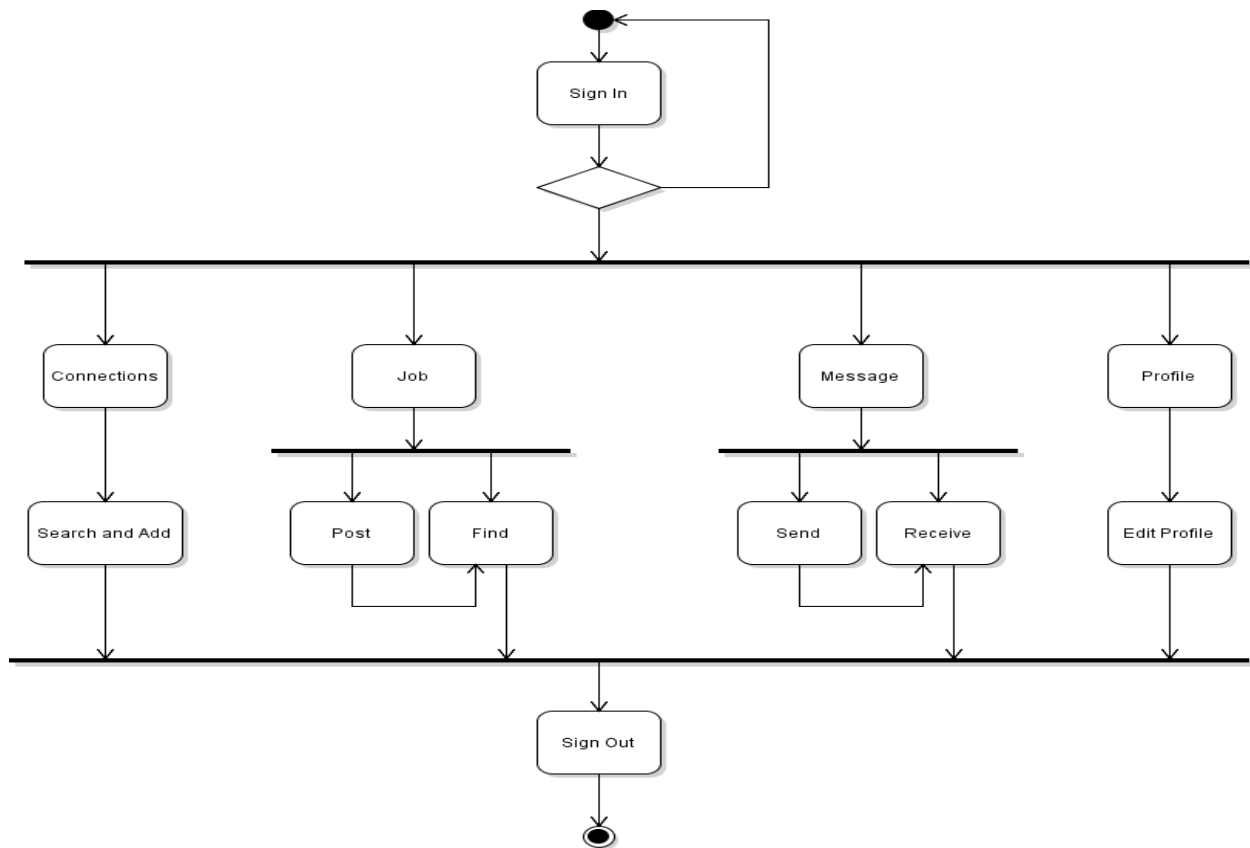 Sign In
Connections
Job
Message
Profile
Search and Add
Post
Find
Send
Receive
Edit Profile
Sign Out